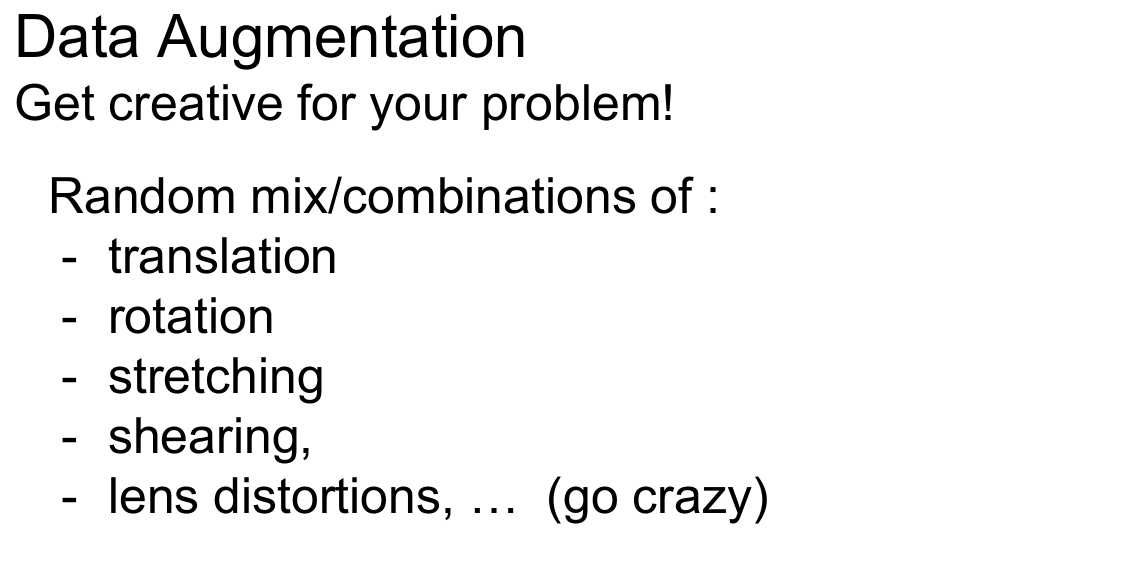 Data Augmentation
Get creative for your problem!
Random mix/combinations of :
- translation
- rotation
- stretching
- shearing,
- lens distortions, … (go crazy)